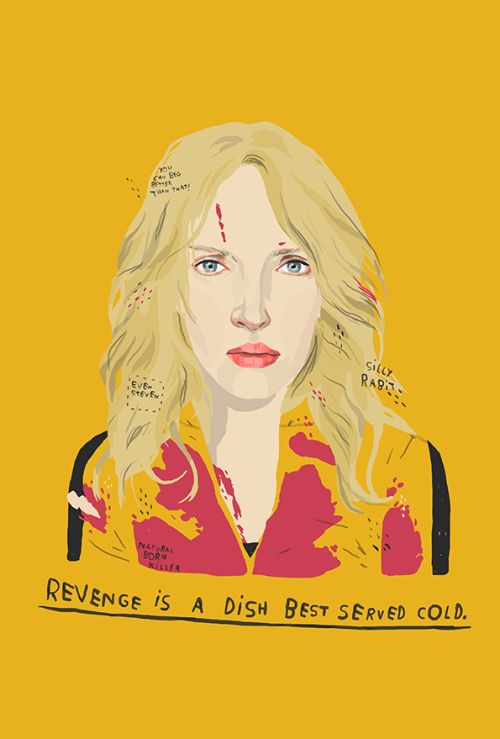 YOU
CAN BEG
BETTER
THAN THAT!
SiLLY
RABiT
EVEN
STEVEN
NATURAL
BORN
KiLLER
REVENGE iS A DiSH BEST SERVED COLD.